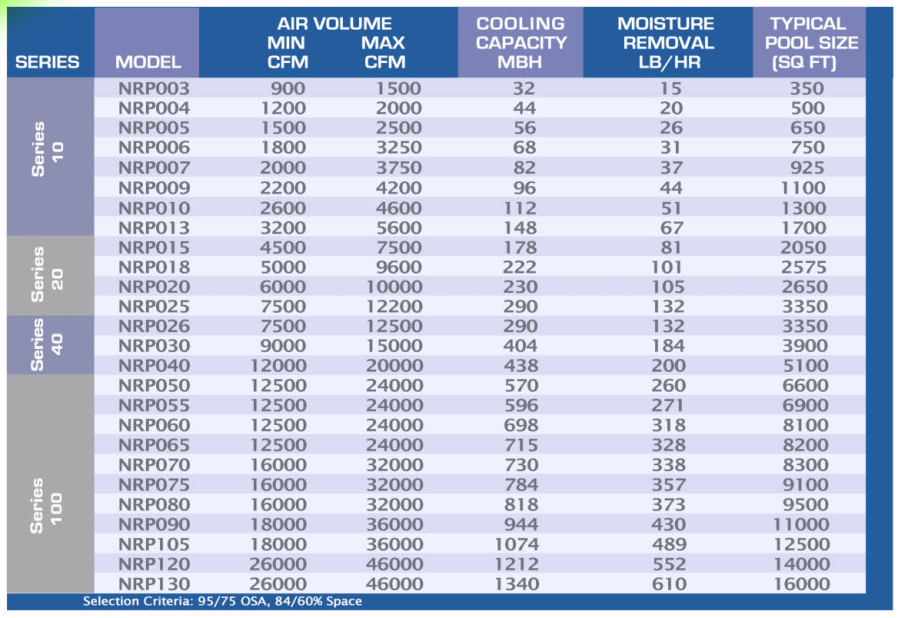 AIR VOLUME COOLING MOISTURE TYPICAL
MIN MAX CAPACITY REMOVAL POOL SIZE
SERIES MODEL CFM CFM MBH LB/HR (SQ FT)
Series 10
NRP003 900 1500 32 15 350
NRP004 1200 2000 44 20 500
NRP005 1500 2500 56 26 650
NRP006 1800 3250 68 31 750
NRP007 2000 3750 82 37 925
NRP009 2200 4200 96 44 1100
NRP010 2600 4600 112 51 1300
NRP013 3200 5600 148 67 1700
Series 20
NRP015 4500 7500 178 81 2050
NRP018 5000 9600 222 101 2575
NRP020 6000 10000 230 105 2650
NRP025 7500 12200 290 132 3350
Series 40
NRP026 7500 12500 290 132 3350
NRP030 9000 15000 404 184 3900
NRP040 12000 20000 438 200 5100
Series 100
NRP050 12500 24000 570 260 6600
NRP055 12500 24000 596 271 6900
NRP060 12500 24000 698 318 8100
NRP065 12500 24000 715 328 8200
NRP070 16000 32000 730 338 8300
NRP075 16000 32000 784 357 9100
NRP080 16000 32000 818 373 9500
NRP090 18000 36000 944 430 11000
NRP105 18000 36000 1074 489 12500
NRP120 26000 46000 1212 552 14000
NRP130 26000 46000 1340 610 16000
Selection Criteria: 95/75 OSA, 84/60% Space